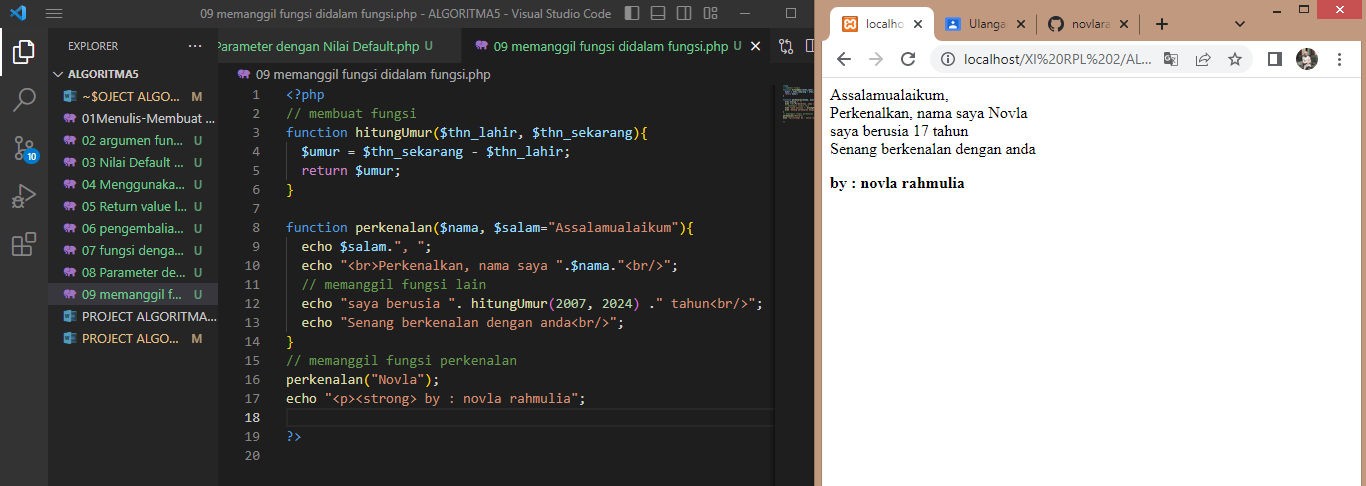 09 memanggil fungsi didalam fungsi.php - ALGORITMA5 - Visual Studio Code
EXPLORER ···
ALGORITMA5
~$OJECT ALGO... M
01Menulis-Membuat ...
02 argumen fun... U
03 Nilai Default ... U
04 Menggunaka... U
05 Return value l... U
06 pengembalia... U
07 fungsi denga... U
08 Parameter de... U
09 memanggil f... U
PROJECT ALGORITMA...
PROJECT ALGO... M
10
Parameter dengan Nilai Default.php U
09 memanggil fungsi didalam fungsi.php U
09 memanggil fungsi didalam fungsi.php
1 <?php
2 // membuat fungsi
3 function hitungUmur($thn_lahir, $thn_sekarang){
4 $umur = $thn_sekarang - $thn_lahir;
5 return $umur;
6 }
7
8 function perkenalan($nama, $salam="Assalamualaikum"){
9 echo $salam.", ";
10 echo "<br>Perkenalkan, nama saya ".$nama."<br/>";
11 // memanggil fungsi lain
12 echo "saya berusia ". hitungUmur(2007, 2024) ." tahun<br/>";
13 echo "Senang berkenalan dengan anda<br/>";
14 }
15 // memanggil fungsi perkenalan
16 perkenalan("Novla");
17 echo "<p><strong> by : novla rahmulia";
18
19 ?>
20
localho
Ulanga
novlara
localhost/XI%20RPL%202/AL...
Assalamualaikum,
Perkenalkan, nama saya Novla
saya berusia 17 tahun
Senang berkenalan dengan anda
by : novla rahmulia